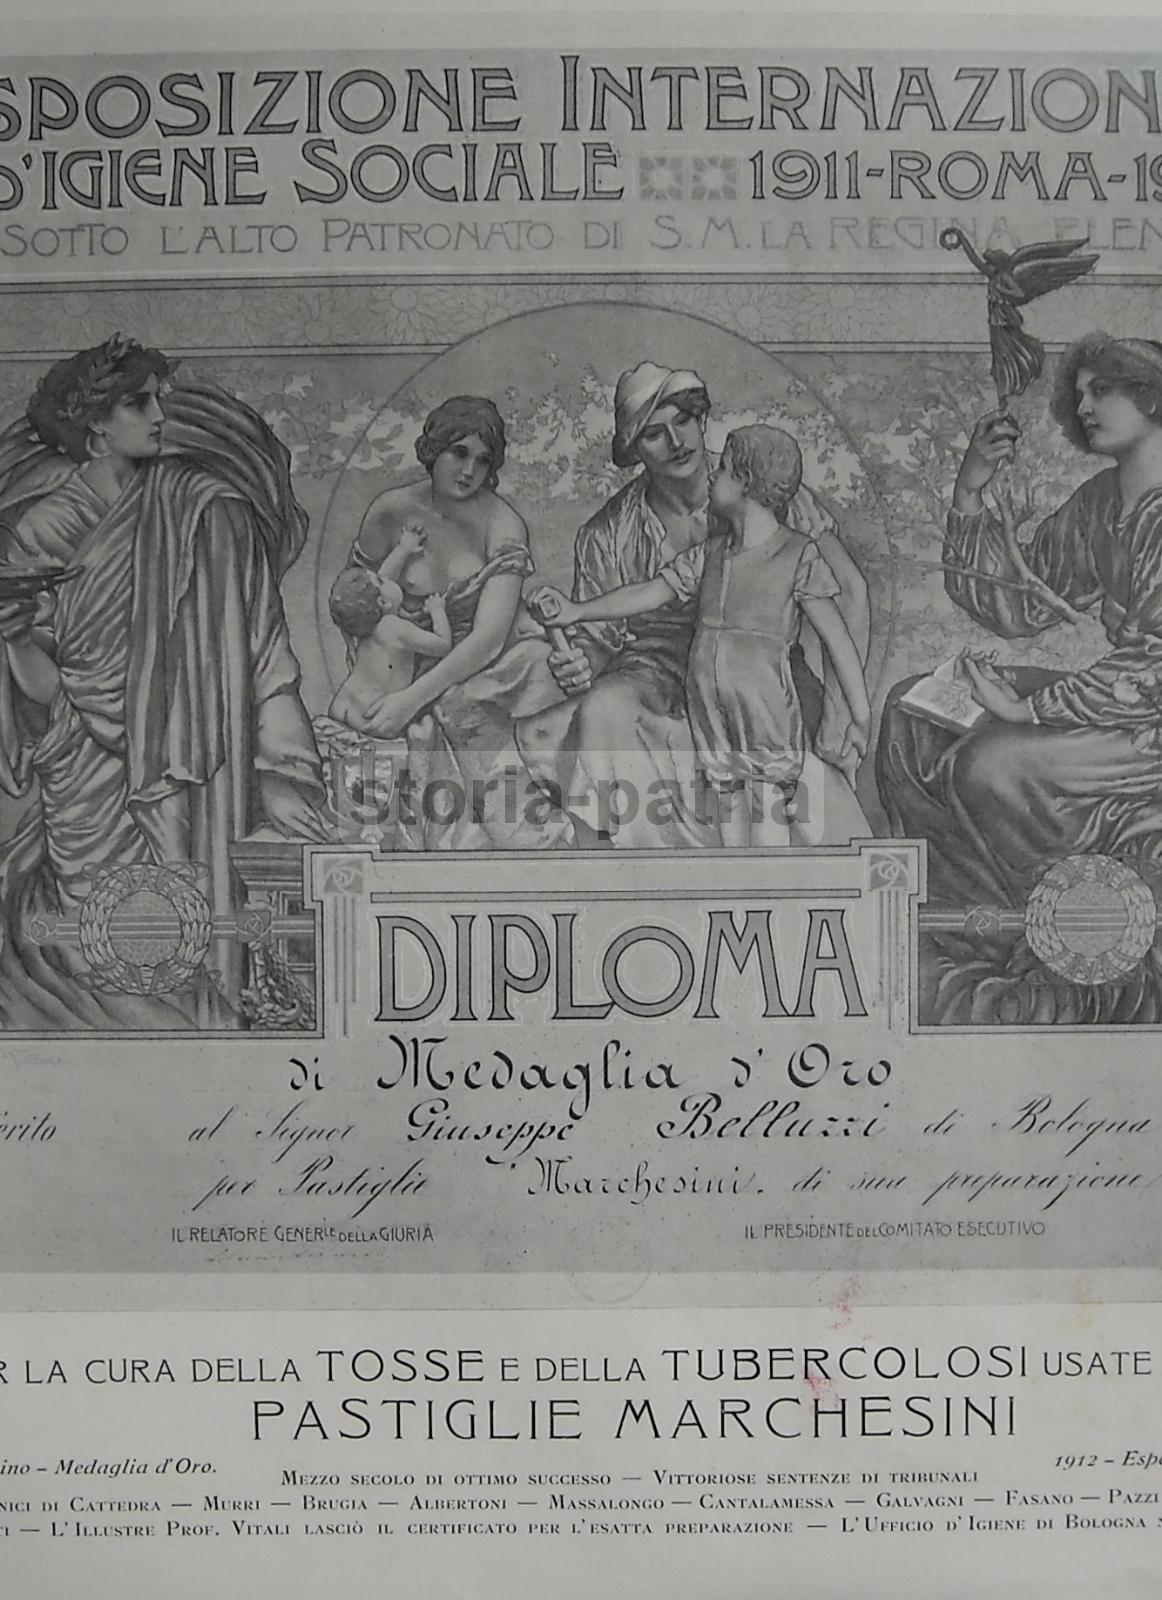 SPOSIZIONE INTERNAZION
D'IGIENE SOCIALE 1911-ROMA-19
SOTTO L'ALTO PATRONATO DI S.M. LA REGINA ELEN
storia-patria
DIPLOMA
di Medaglia d'Oro
erito al Signor Giuseppe Belluzzi di Bologna
per Pastiglie "Marchesini" di sua preparazione
IL RELATORE GENERLE DELLA GIURIA IL PRESIDENTE DEL COMITATO ESECUTIVO
R LA CURA DELLA TOSSE E DELLA TUBERCOLOSI USATE
PASTIGLIE MARCHESINI
ino – Medaglia d'Oro. 1912 – Espo
MEZZO SECOLO DI OTTIMO SUCCESSO — VITTORIOSE SENTENZE DI TRIBUNALI
NICI DI CATTEDRA — MURRI — BRUGIA — ALBERTONI — MASSALONGO — CANTALAMESSA — GALVAGNI — FASANO — PAZZI
TI — L'ILLUSTRE PROF. VITALI LASCIÒ IL CERTIFICATO PER L'ESATTA PREPARAZIONE — L'UFFICIO D'IGIENE DI BOLOGNA N